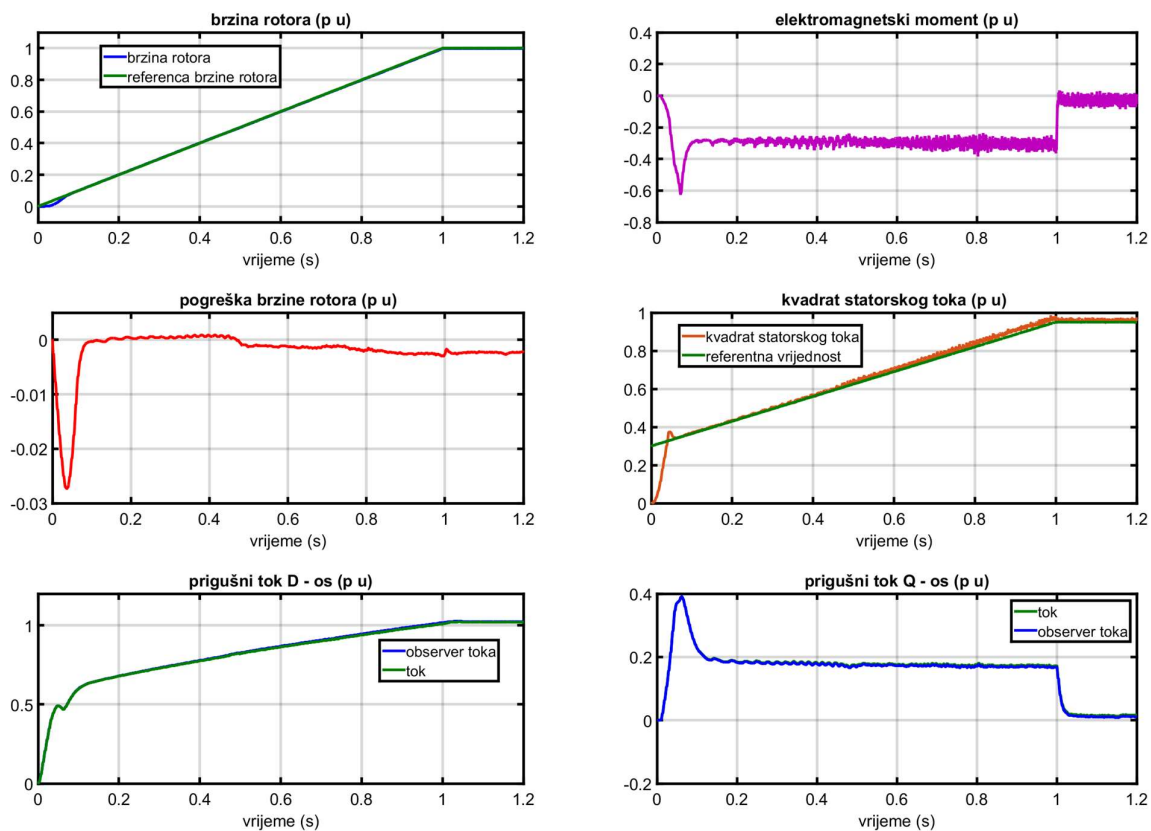 brzina rotora (p u)
1
0.8
0.6
0.4
0.2
0
brzina rotora
referenca brzine rotora
0 0.2 0.4 0.6 0.8 1 1.2
vrijeme (s)
elektromagnetski moment (p u)
0.4
0.2
0
-0.2
-0.4
-0.6
-0.8
0 0.2 0.4 0.6 0.8 1 1.2
vrijeme (s)
pogreška brzine rotora (p u)
0
-0.01
-0.02
-0.03
0 0.2 0.4 0.6 0.8 1 1.2
vrijeme (s)
kvadrat statorskog toka (p u)
1
0.8
0.6
0.4
0.2
0
kvadrat statorskog toka
referentna vrijednost
0 0.2 0.4 0.6 0.8 1 1.2
vrijeme (s)
prigušni tok D - os (p u)
1
0.5
0
observer toka
tok
0 0.2 0.4 0.6 0.8 1 1.2
vrijeme (s)
prigušni tok Q - os (p u)
0.4
0.2
0
-0.2
tok
observer toka
0 0.2 0.4 0.6 0.8 1 1.2
vrijeme (s)